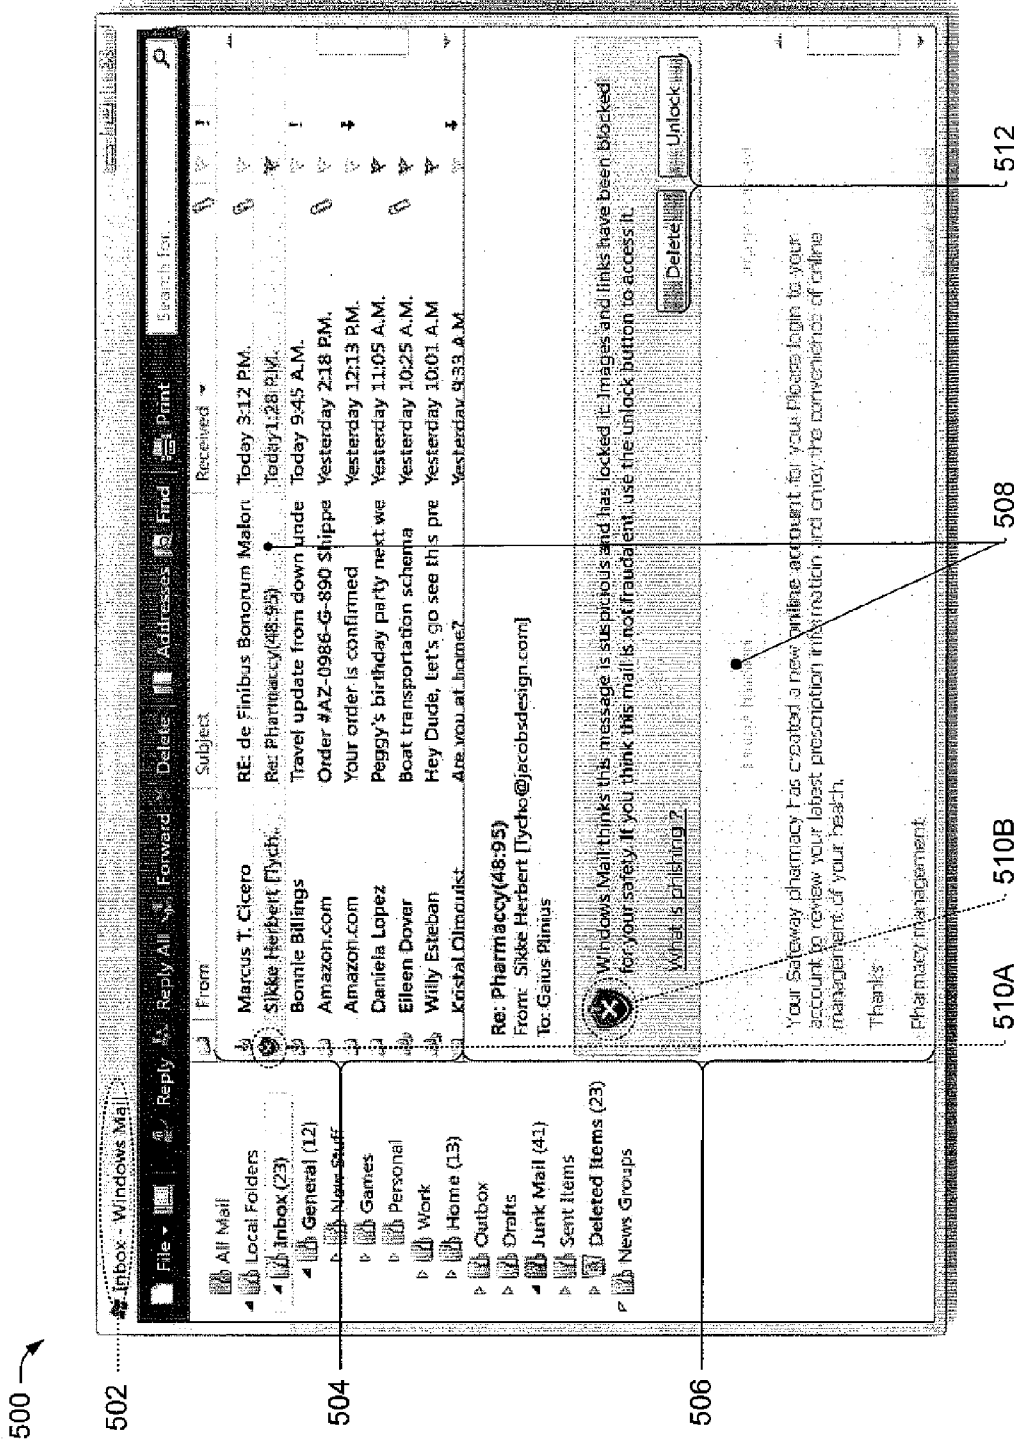 500
502
Inbox - Windows Mail
File
Reply
Reply All
Forward
Delete
Addresses
Find
Print
Search for
All Mail
Local Folders
Inbox (23)
General (12)
New Stuff
Games
Personal
Work
Home (13)
Outbox
Drafts
Junk Mail (41)
Sent Items
Deleted Items (23)
News Groups
From Subject Received !
Marcus T. Cicero RE: de Finibus Bonorum Malori Today 3:12 P.M.
Sikke Herbert [Tych... Re: Pharmaccy(48:95) Today1:28 P.M.
Bonnie Billings Travel update from down unde Today 9:45 A.M. !
Amazon.com Order #AZ-0986-G-890 Shippe Yesterday 2:18 P.M.
Amazon.com Your order is confirmed Yesterday 12:13 P.M.
Daniela Lopez Peggy's birthday party next we Yesterday 11:05 A.M.
Eileen Dover Boat transportation schema Yesterday 10:25 A.M.
Willy Esteban Hey Dude, Let's go see this pre Yesterday 10:01 A.M
Kristal Olmquist Are you at home? Yesterday 9:33 A.M.
Re: Pharmaccy(48:95)
From: Sikke Herbert [Tycho@jacobsdesign.com]
To: Gaius Plinius
Windows Mail thinks this message is suspicious and has locked it. Images and links have been blocked
for your safety. If you think this mail is not fraudalent, use the unlock button to access it.
What is phishing ?
Delete
Unlock
Your Safeway pharmacy has created a new online account for you. Please login to your
account to review your latest prescription information and enjoy the convenience of online
management of your health.
Thanks
Pharmacy management
504
506
510A
510B
508
512